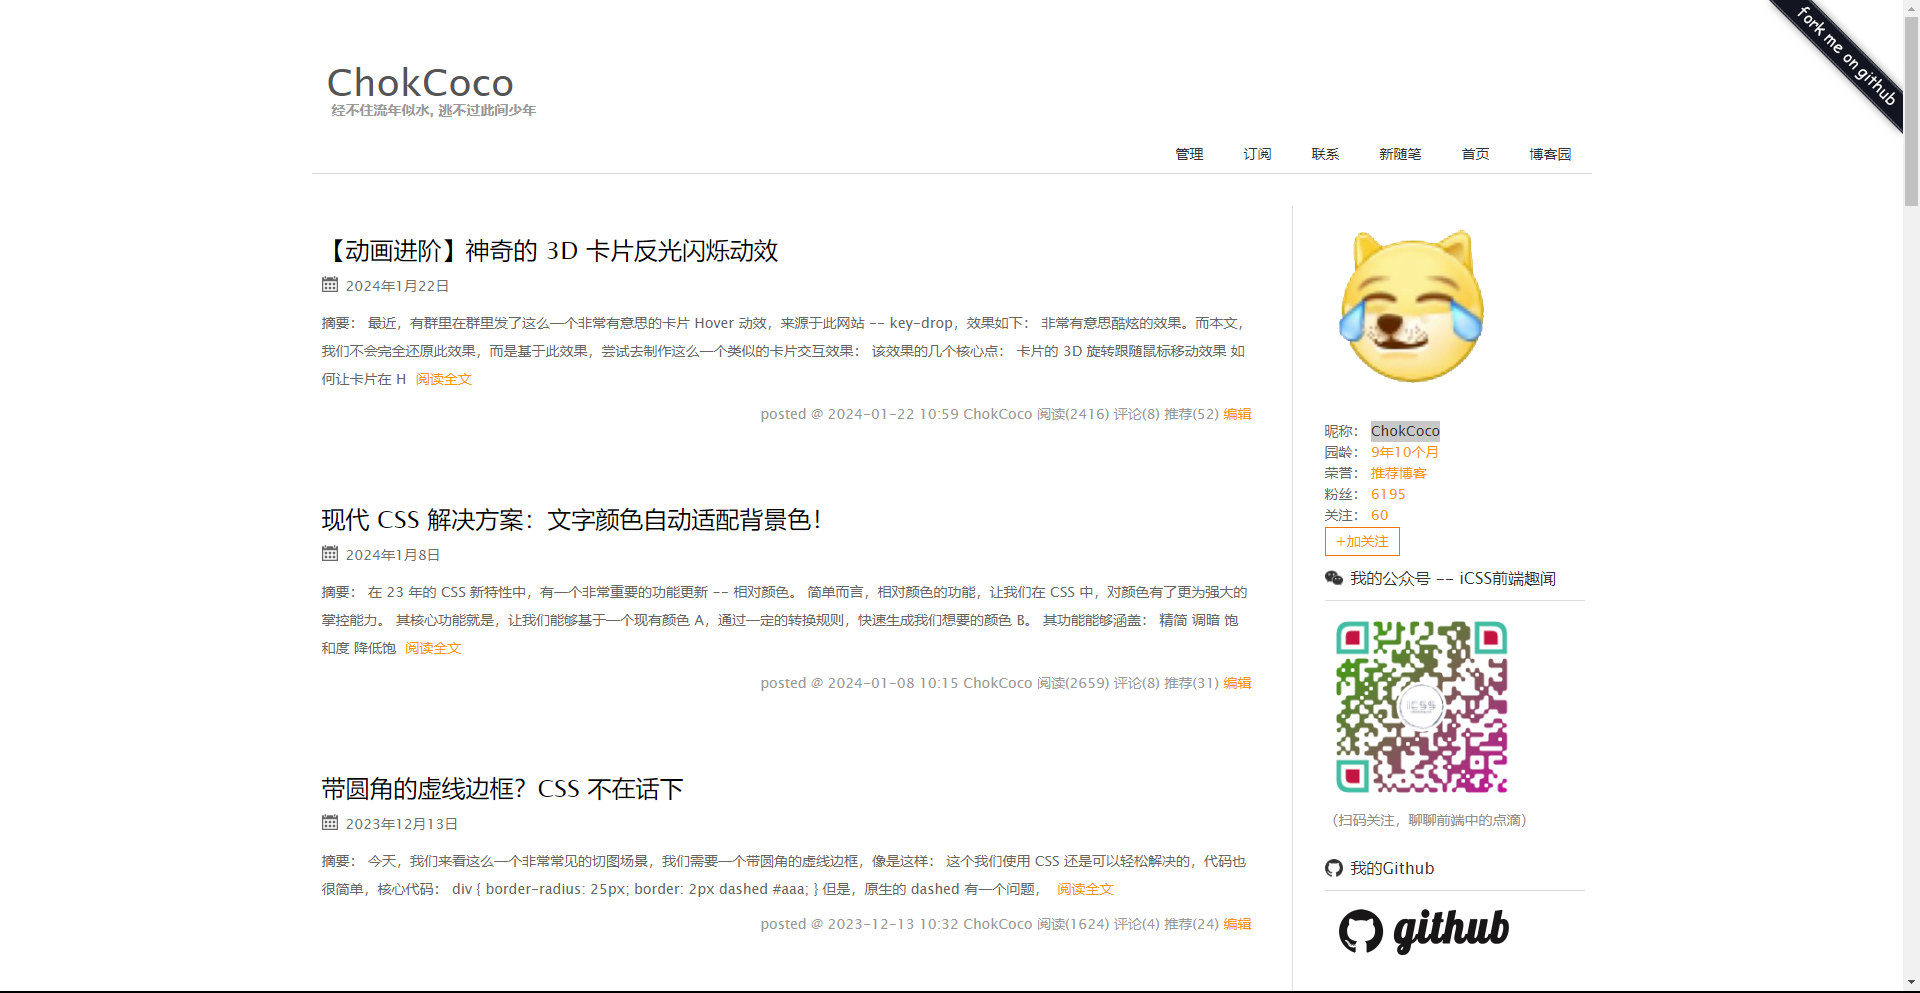 fork me on github
ChokCoco
经不住流年似水, 逃不过此间少年
管理 订阅 联系 新随笔 首页 博客园
【动画进阶】神奇的 3D 卡片反光闪烁动效
2024年1月22日
摘要： 最近，有群里在群里发了这么一个非常有意思的卡片 Hover 动效，来源于此网站 -- key-drop，效果如下： 非常有意思酷炫的效果。而本文，
我们不会完全还原此效果，而是基于此效果，尝试去制作这么一个类似的卡片交互效果： 该效果的几个核心点： 卡片的 3D 旋转跟随鼠标移动效果 如
何让卡片在 H 阅读全文
posted @ 2024-01-22 10:59 ChokCoco 阅读(2416) 评论(8) 推荐(52) 编辑
现代 CSS 解决方案：文字颜色自动适配背景色！
2024年1月8日
摘要： 在 23 年的 CSS 新特性中，有一个非常重要的功能更新 -- 相对颜色。 简单而言，相对颜色的功能，让我们在 CSS 中，对颜色有了更为强大的
掌控能力。 其核心功能就是，让我们能够基于一个现有颜色 A，通过一定的转换规则，快速生成我们想要的颜色 B。 其功能能够涵盖： 精简 调暗 饱
和度 降低饱 阅读全文
posted @ 2024-01-08 10:15 ChokCoco 阅读(2659) 评论(8) 推荐(31) 编辑
带圆角的虚线边框？CSS 不在话下
2023年12月13日
摘要： 今天，我们来看这么一个非常常见的切图场景，我们需要一个带圆角的虚线边框，像是这样： 这个我们使用 CSS 还是可以轻松解决的，代码也
很简单，核心代码： div { border-radius: 25px; border: 2px dashed #aaa; } 但是，原生的 dashed 有一个问题， 阅读全文
posted @ 2023-12-13 10:32 ChokCoco 阅读(1624) 评论(4) 推荐(24) 编辑
昵称： ChokCoco
园龄： 9年10个月
荣誉： 推荐博客
粉丝： 6195
关注： 60
+加关注
我的公众号 -- iCSS前端趣闻
iCSS
（扫码关注，聊聊前端中的点滴）
我的Github
github